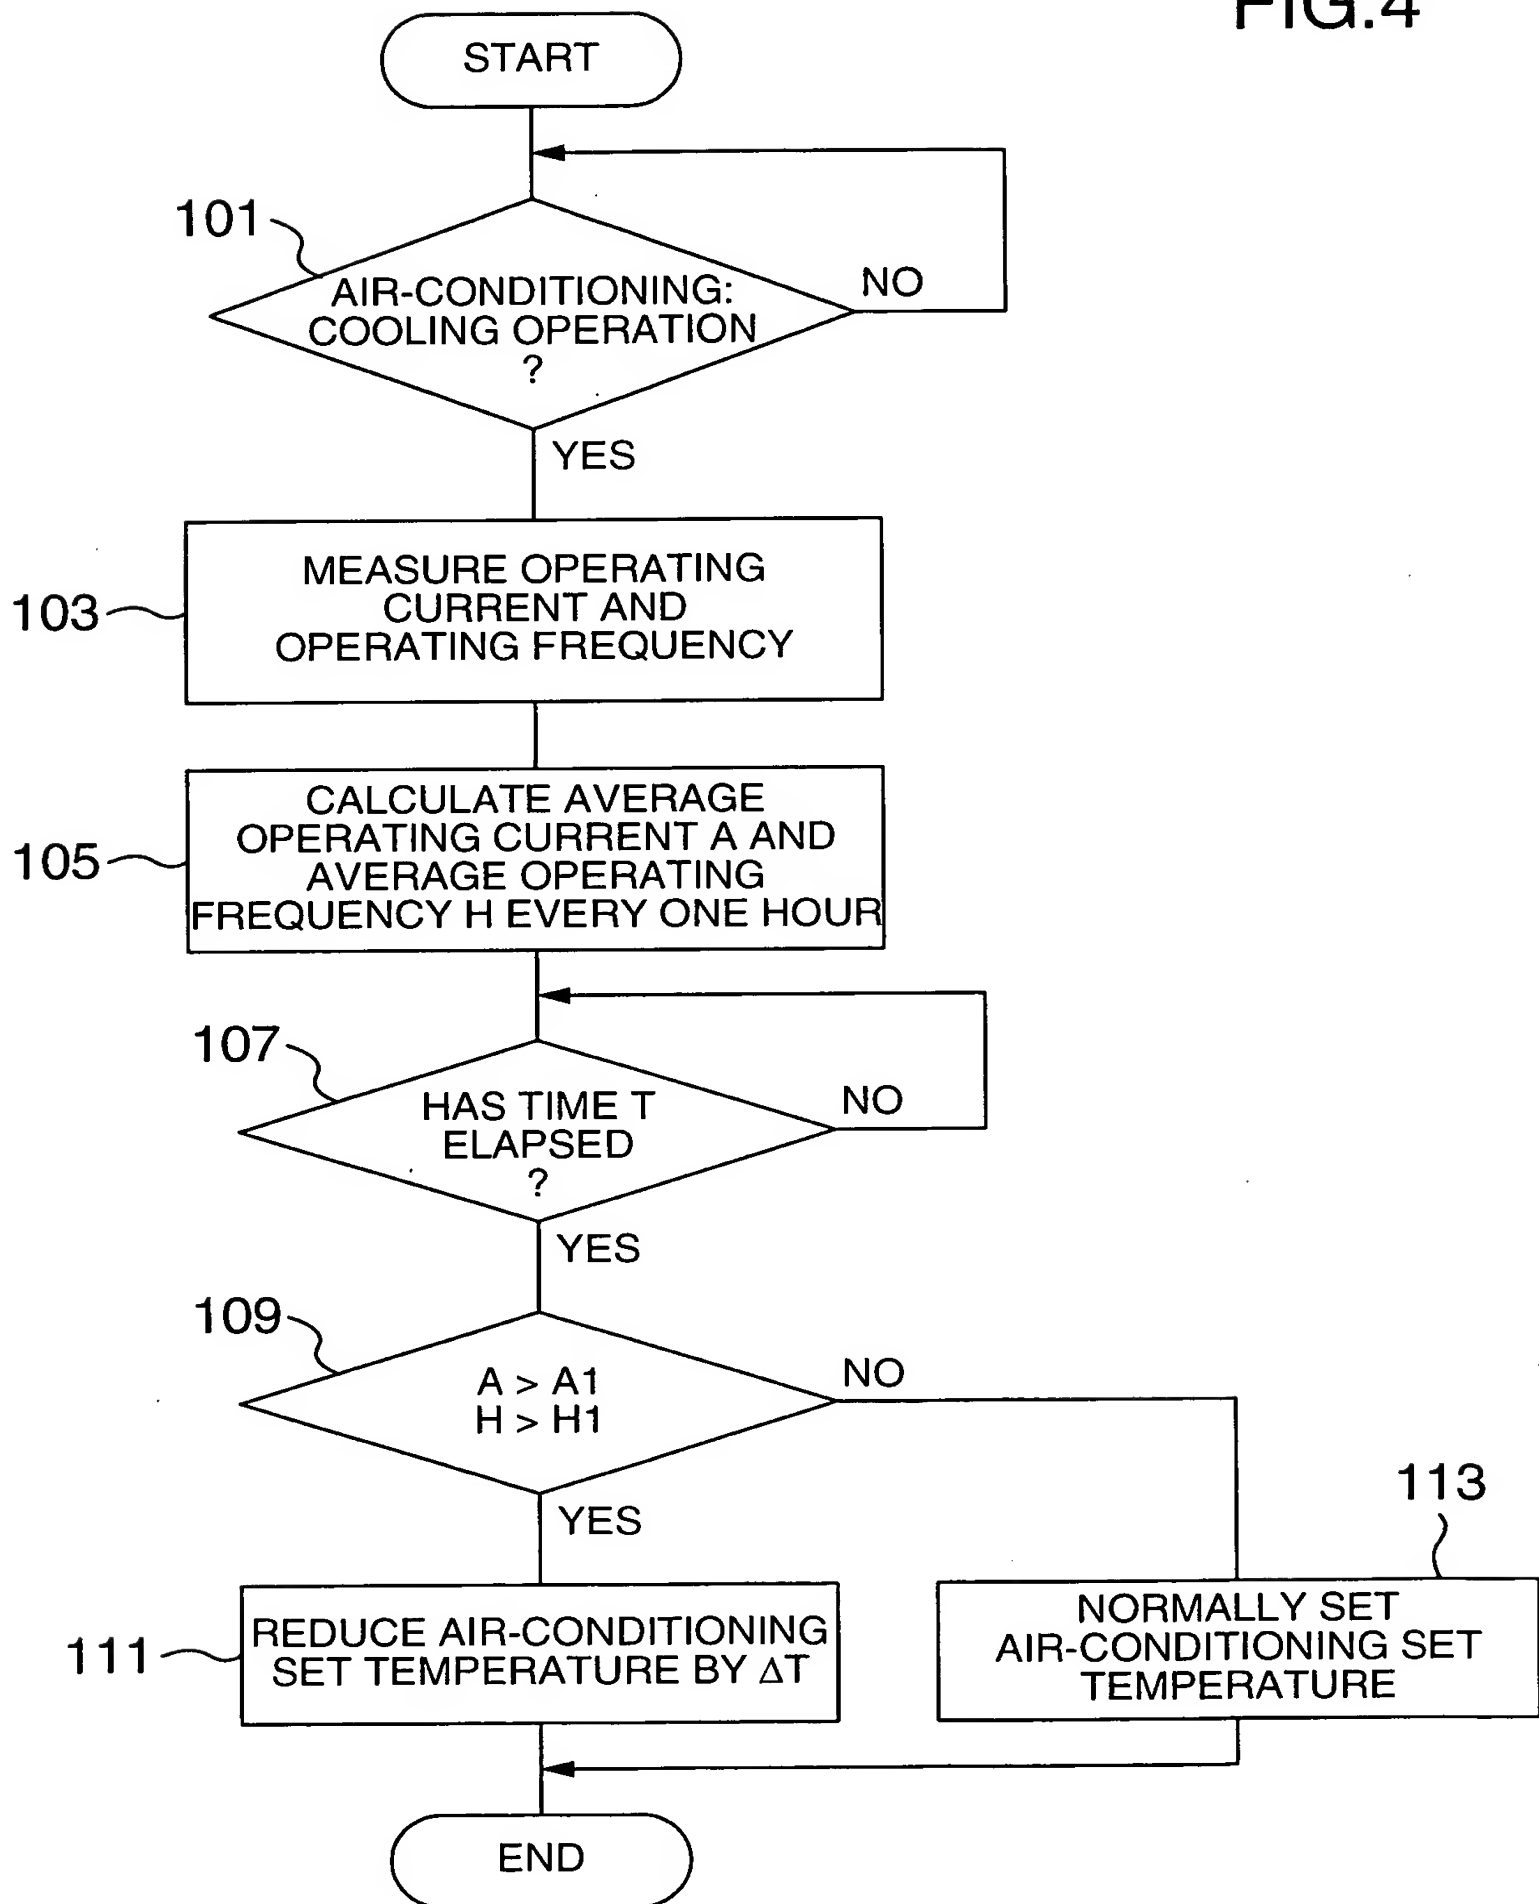 FIG.4
START
101
AIR-CONDITIONING:
COOLING OPERATION
?
NO
YES
103
MEASURE OPERATING
CURRENT AND
OPERATING FREQUENCY
105
CALCULATE AVERAGE
OPERATING CURRENT A AND
AVERAGE OPERATING
FREQUENCY H EVERY ONE HOUR
107
HAS TIME T
ELAPSED
?
NO
YES
109
A > A1
H > H1
NO
YES
111
REDUCE AIR-CONDITIONING
SET TEMPERATURE BY ΔT
113
NORMALLY SET
AIR-CONDITIONING SET
TEMPERATURE
END